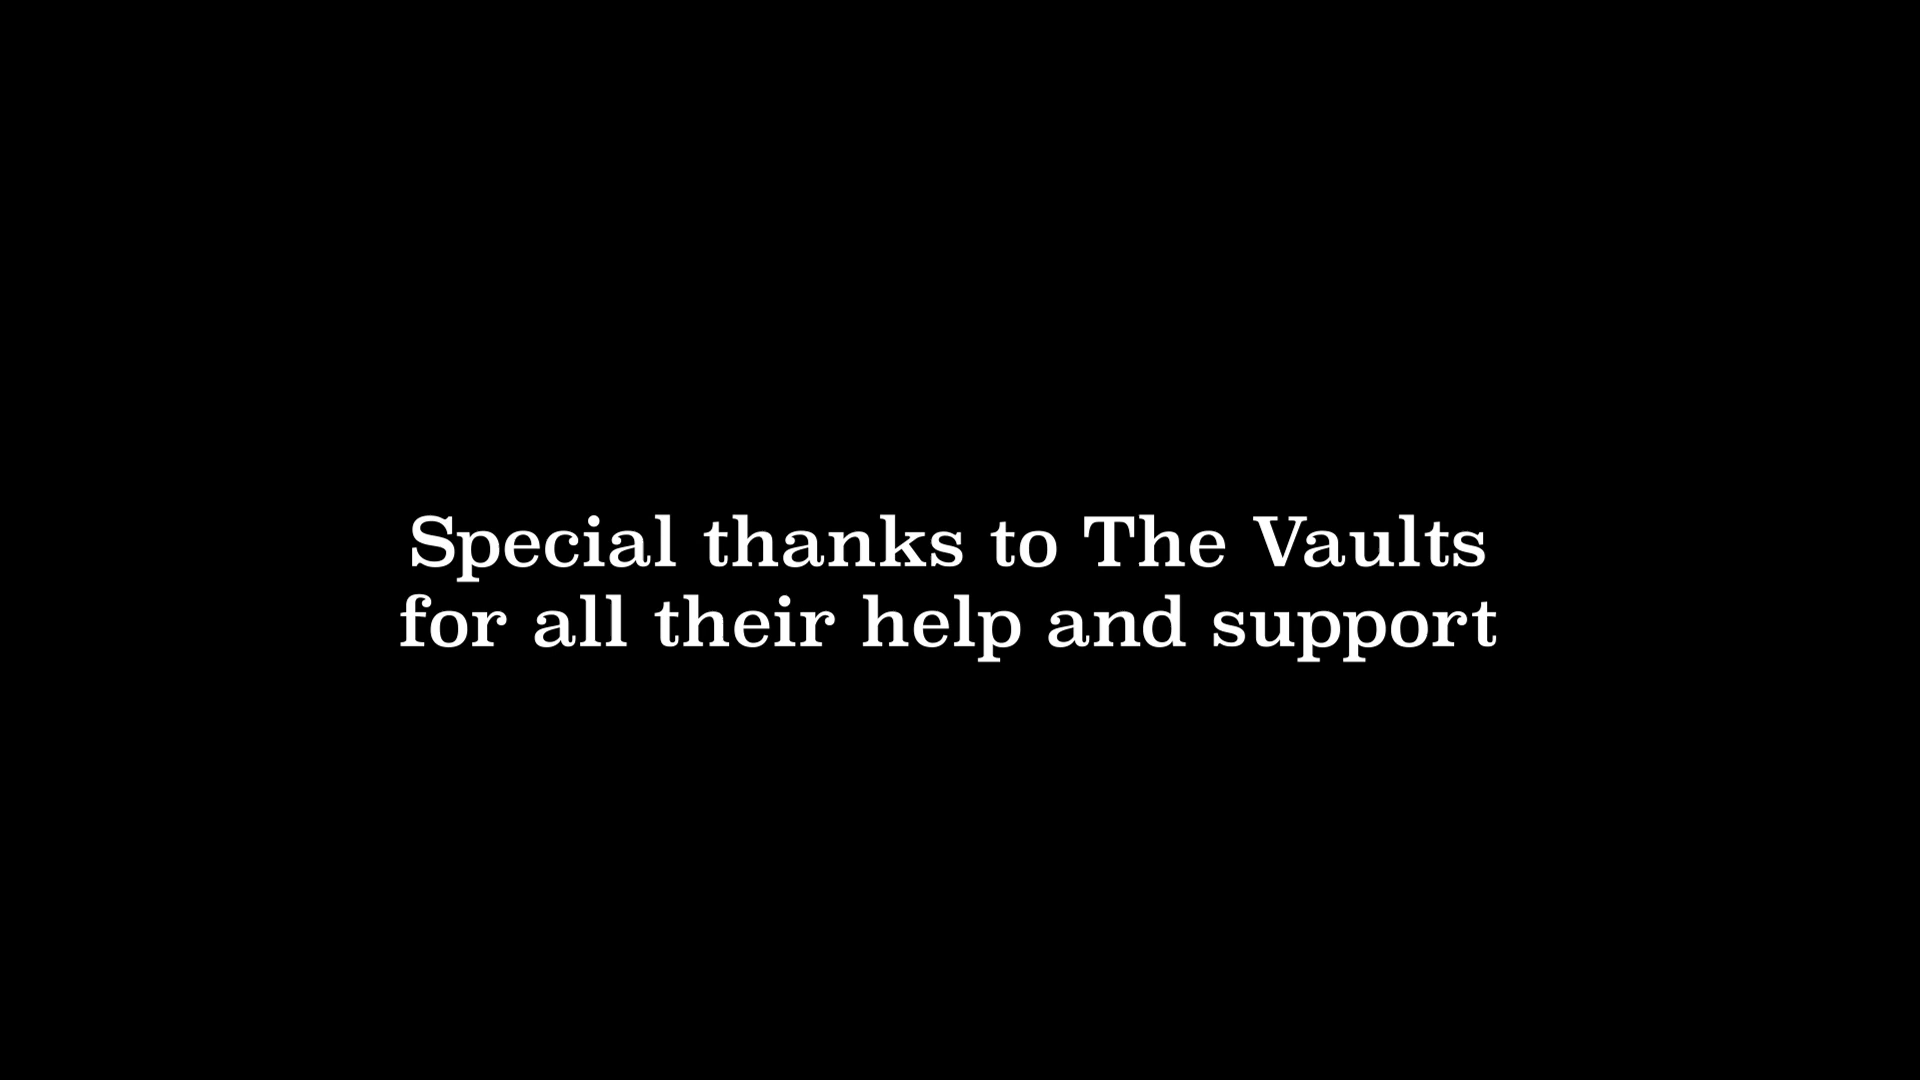 Special thanks to The Vaults
for all their help and support